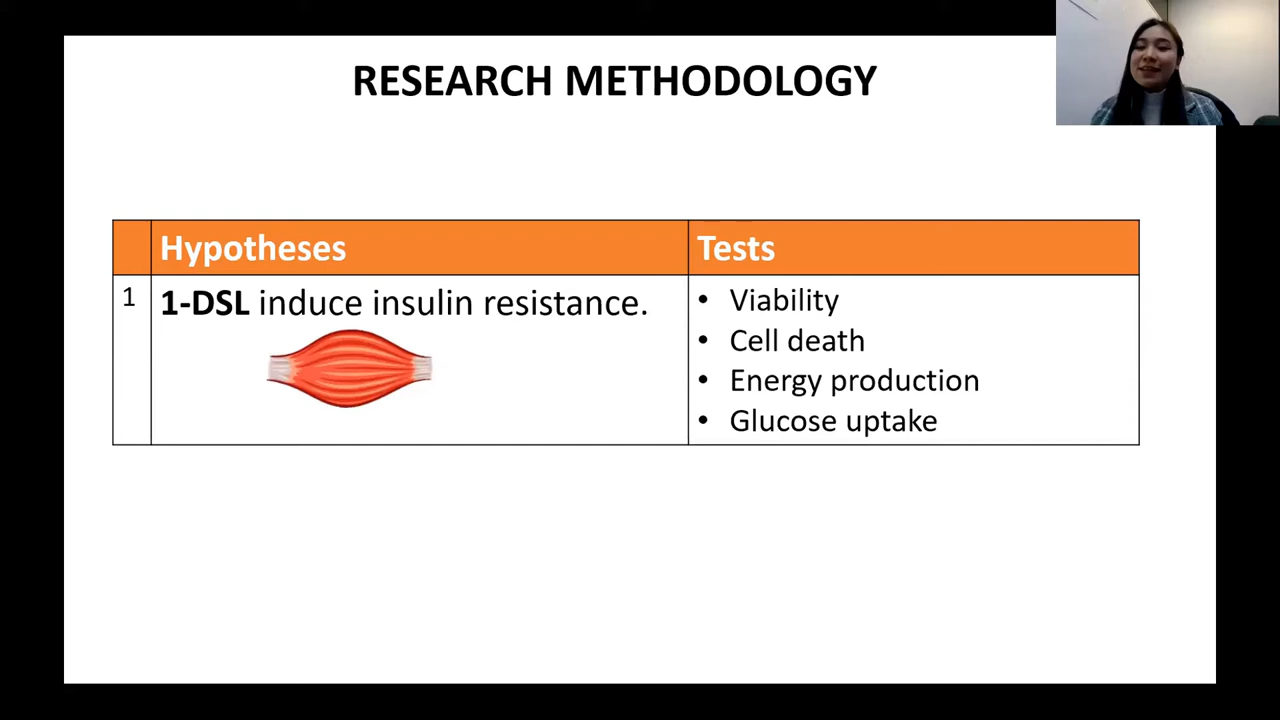 RESEARCH METHODOLOGY
Hypotheses
Tests
1
1-DSL induce insulin resistance.
• Viability
• Cell death
• Energy production
• Glucose uptake